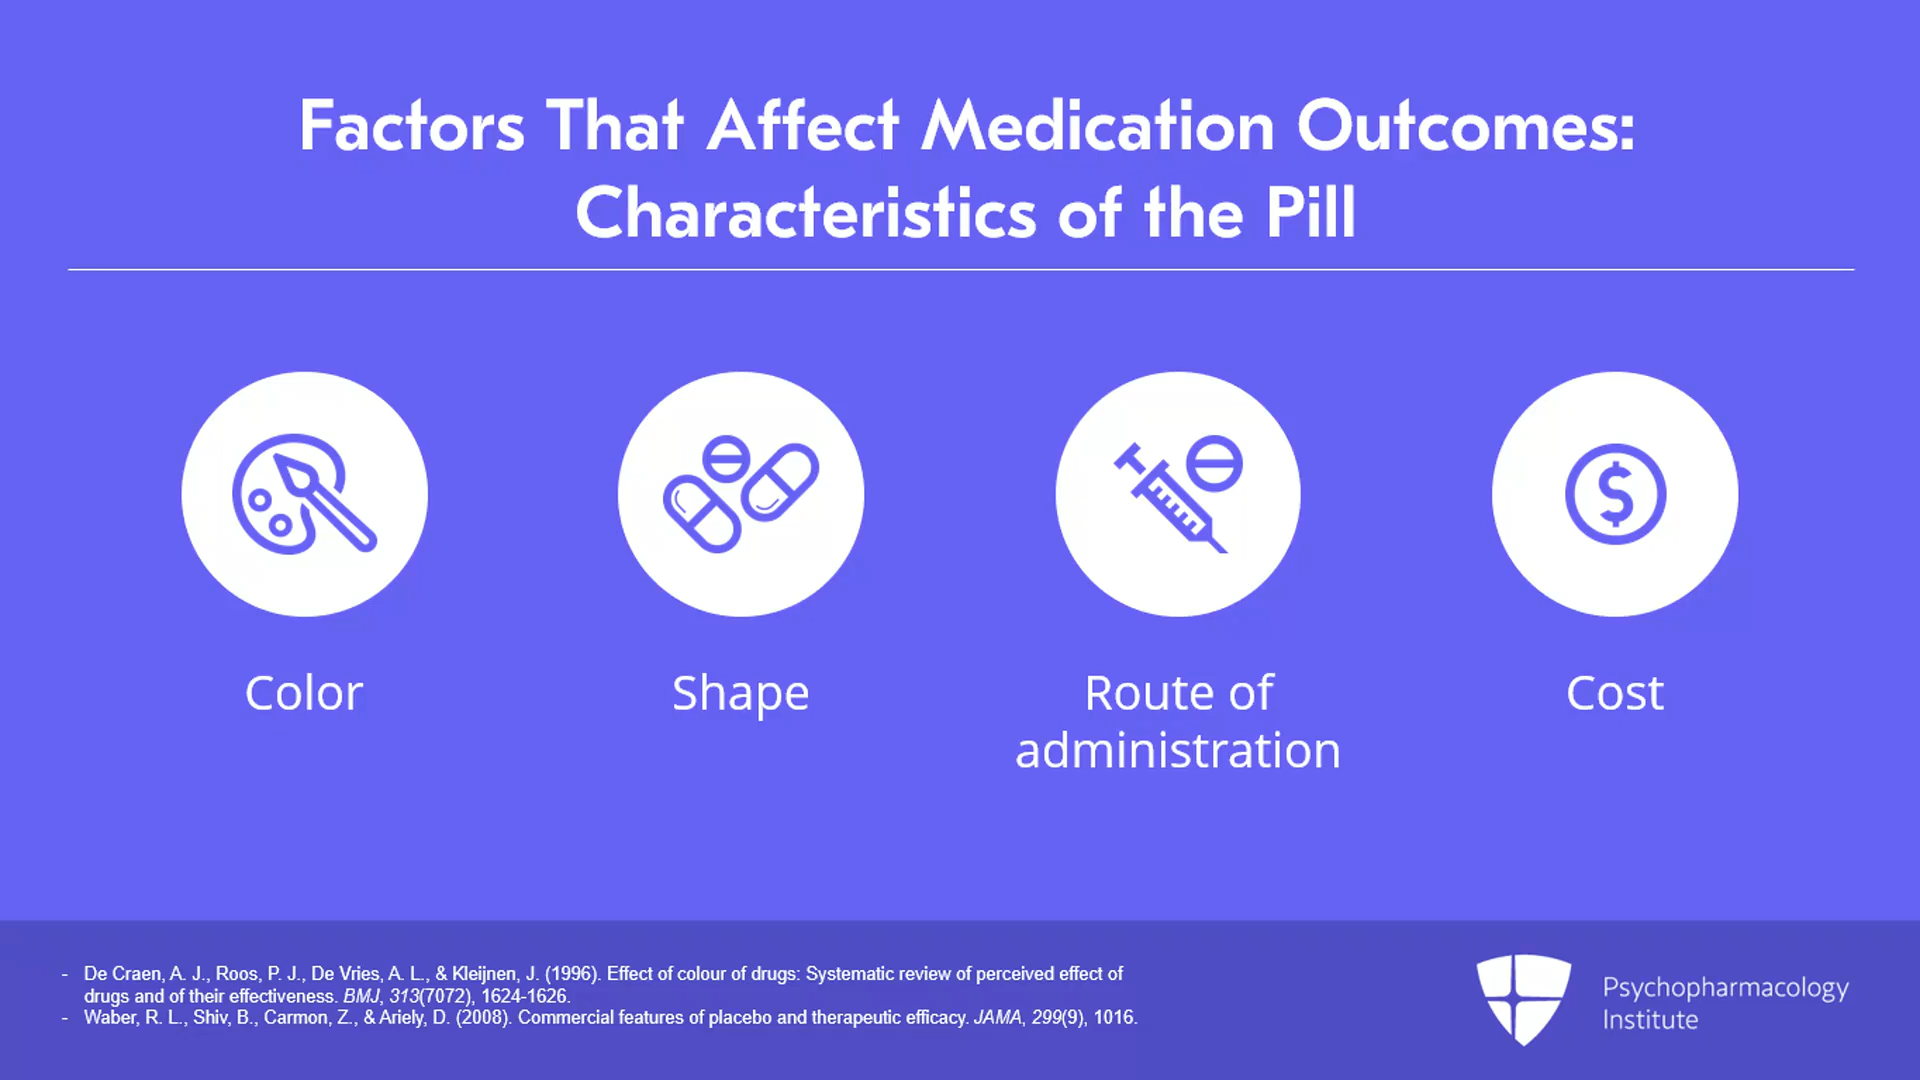 Factors That Affect Medication Outcomes:
Characteristics of the Pill
Color
Shape
Route of
administration
Cost
- De Craen, A. J., Roos, P. J., De Vries, A. L., & Kleijnen, J. (1996). Effect of colour of drugs: Systematic review of perceived effect of
drugs and of their effectiveness. BMJ, 313(7072), 1624-1626.
- Waber, R. L., Shiv, B., Carmon, Z., & Ariely, D. (2008). Commercial features of placebo and therapeutic efficacy. JAMA, 299(9), 1016.
Psychopharmacology
Institute